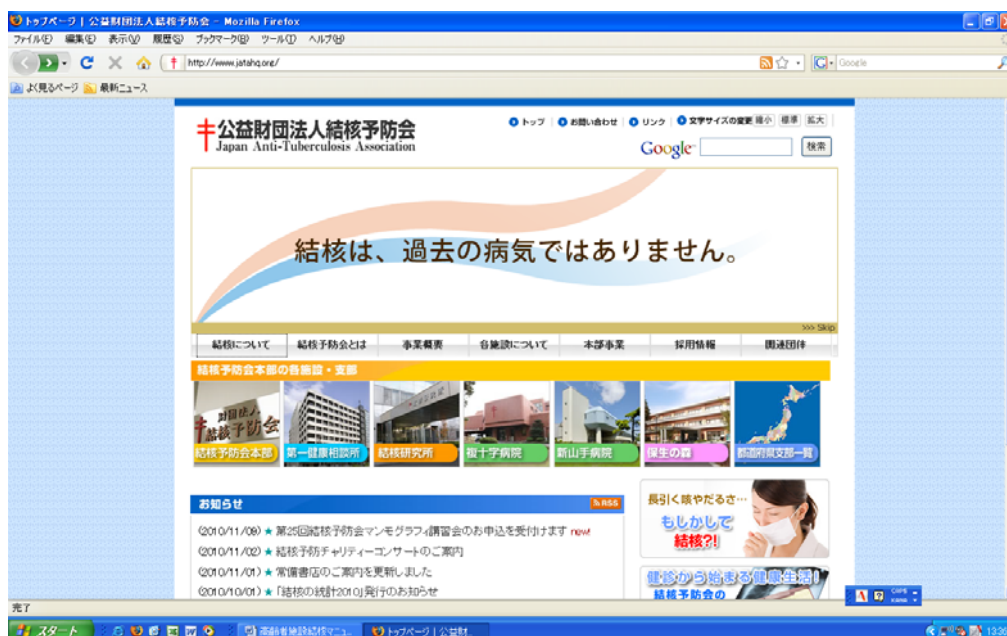 トップページ | 公益財団法人結核予防会 - Mozilla Firefox
ファイル(F) 編集(E) 表示(V) 履歴(S) ブックマーク(B) ツール(T) ヘルプ(H)
http://www.jatahq.org/
Google
よく見るページ 最新ニュース
公益財団法人結核予防会
Japan Anti-Tuberculosis Association
トップ お問い合わせ リンク 文字サイズの変更 縮小 標準 拡大
Google 検索
結核は、過去の病気ではありません。
>>> Skip
結核について 結核予防会とは 事業概要 各施設について 本部事業 採用情報 関連団体
結核予防会本部の各施設・支部
財団法人
結核予防会
結核予防会本部 第一健康相談所 結核研究所 複十字病院 新山手病院 保生の森 都道府県支部一覧
お知らせ RSS
(2010/11/09) ★ 第25回結核予防会マンモグラフィ講習会のお申込を受付けます new!
(2010/11/02) ★ 結核予防チャリティーコンサートのご案内
(2010/11/01) ★ 常備書店のご案内を更新しました
(2010/10/01) ★ 「結核の統計2010」発行のお知らせ
長引く咳やだるさ…
もしかして
結核?!
健診から始まる健康生活!
結核予防会の
完了
A ? CAPS KANA
スタート トップページ | 公益財...